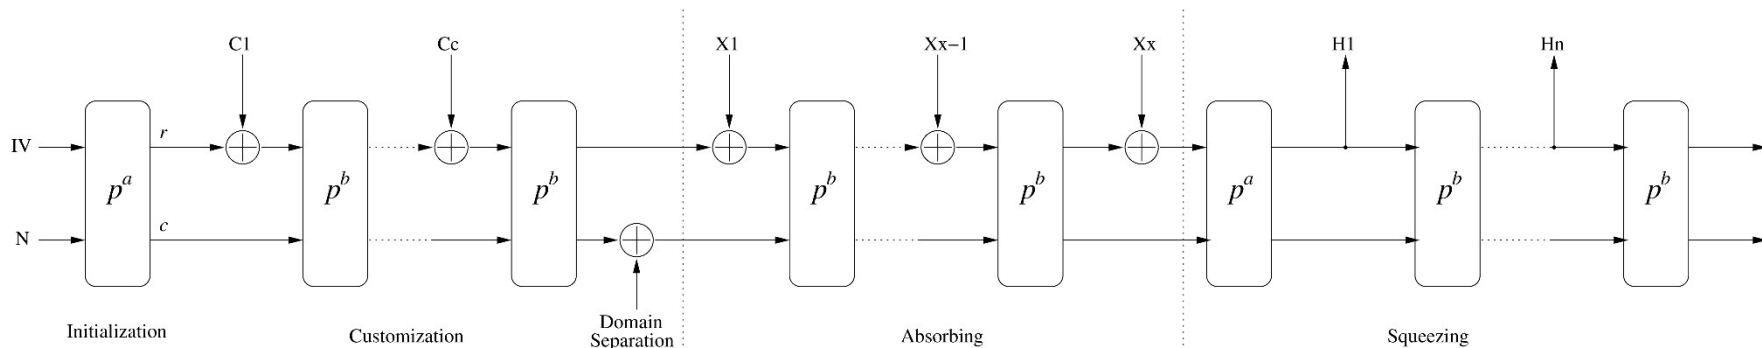 C1
Cc
X1
Xx−1
Xx
H1
Hn
IV
r
p^a
p^b
p^b
p^b
p^b
p^a
p^b
p^b
N
c
Initialization
Customization
Domain
Separation
Absorbing
Squeezing